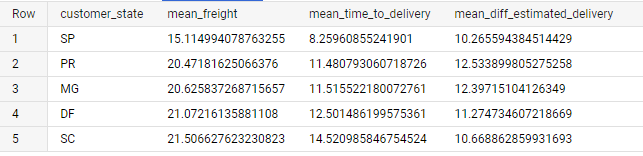 Row customer_state mean_freight mean_time_to_delivery mean_diff_estimated_delivery
1 SP 15.114994078763255 8.25960855241901 10.265594384514429
2 PR 20.47181625066376 11.480793060718726 12.533899805275258
3 MG 20.625837268715657 11.515522180072761 12.39715104126349
4 DF 21.07216135881108 12.501486199575361 11.274734607218669
5 SC 21.506627623230823 14.520985846754524 10.668862859931693